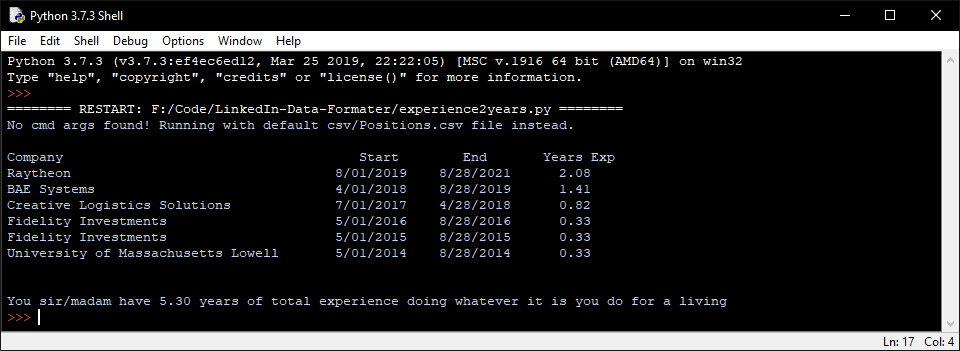 Python 3.7.3 Shell
File Edit Shell Debug Options Window Help
Python 3.7.3 (v3.7.3:ef4ec6ed12, Mar 25 2019, 22:22:05) [MSC v.1916 64 bit (AMD64)] on win32
Type "help", "copyright", "credits" or "license()" for more information.
>>>
======== RESTART: F:/Code/LinkedIn-Data-Formater/experience2years.py ========
No cmd args found! Running with default csv/Positions.csv file instead.
Company Start End Years Exp
Raytheon 8/01/2019 8/28/2021 2.08
BAE Systems 4/01/2018 8/28/2019 1.41
Creative Logistics Solutions 7/01/2017 4/28/2018 0.82
Fidelity Investments 5/01/2016 8/28/2016 0.33
Fidelity Investments 5/01/2015 8/28/2015 0.33
University of Massachusetts Lowell 5/01/2014 8/28/2014 0.33
You sir/madam have 5.30 years of total experience doing whatever it is you do for a living
>>>
Ln: 17 Col: 4